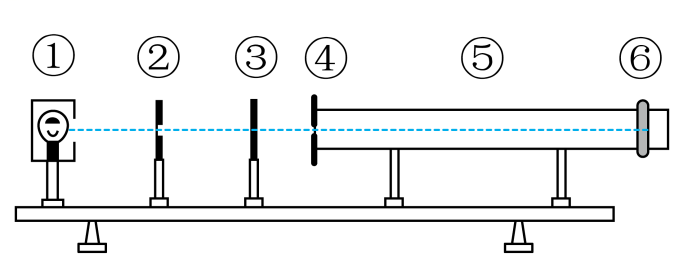 ① ② ③ ④ ⑤ ⑥